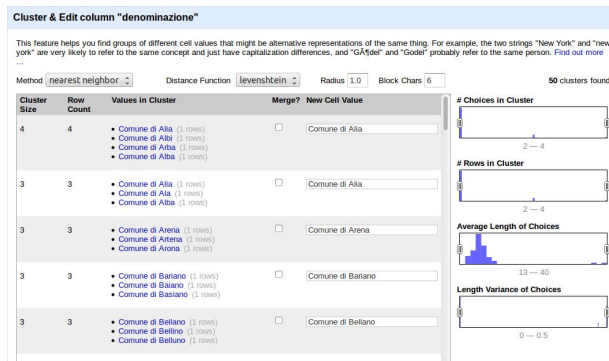 Cluster & Edit column "denominazione"
This feature helps you find groups of different cell values that might be alternative representations of the same thing. For example, the two strings "New York" and "new
york" are very likely to refer to the same concept and just have capitalization differences, and "GÃ¶del" and "Godel" probably refer to the same person. Find out more
...
Method nearest neighbor Distance Function levenshtein Radius 1.0 Block Chars 6 50 clusters found
Cluster Size Row Count Values in Cluster Merge? New Cell Value
4 4 • Comune di Alia (1 rows) Comune di Alia
• Comune di Albi (1 rows)
• Comune di Arba (1 rows)
• Comune di Alba (1 rows)
3 3 • Comune di Alia (1 rows) Comune di Alia
• Comune di Ala (1 rows)
• Comune di Alba (1 rows)
3 3 • Comune di Arena (1 rows) Comune di Arena
• Comune di Artena (1 rows)
• Comune di Arona (1 rows)
3 3 • Comune di Bariano (1 rows) Comune di Bariano
• Comune di Baiano (1 rows)
• Comune di Basiano (1 rows)
3 3 • Comune di Bellano (1 rows) Comune di Bellano
• Comune di Bellino (1 rows)
• Comune di Belluno (1 rows)
# Choices in Cluster
2 — 4
# Rows in Cluster
2 — 4
Average Length of Choices
13 — 40
Length Variance of Choices
0 — 0.5